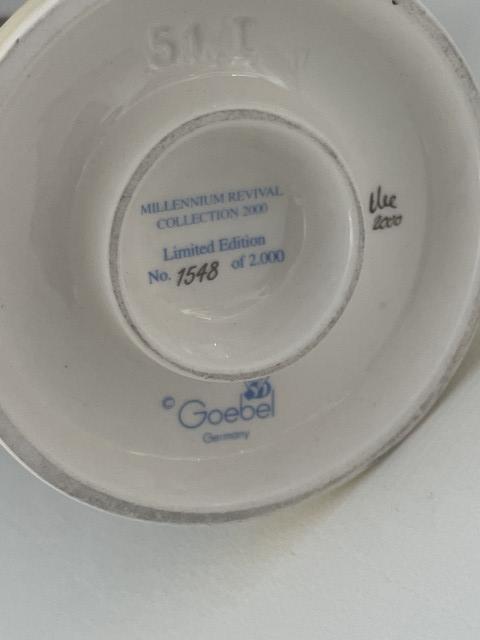 51/I
MILLENNIUM REVIVAL
COLLECTION 2000
Limited Edition
No. 1548 of 2.000
2000
© Goebel
Germany